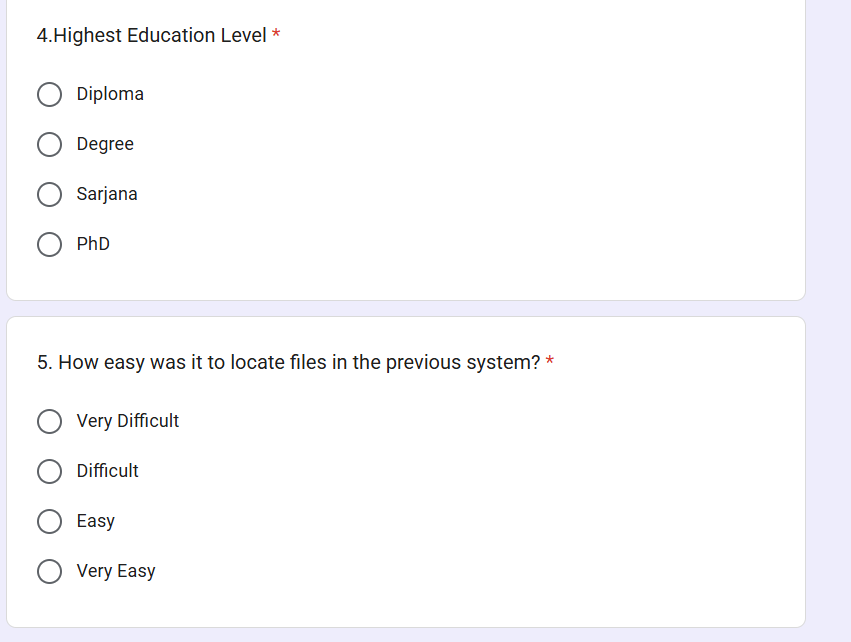 4.Highest Education Level *
Diploma
Degree
Sarjana
PhD
5. How easy was it to locate files in the previous system? *
Very Difficult
Difficult
Easy
Very Easy